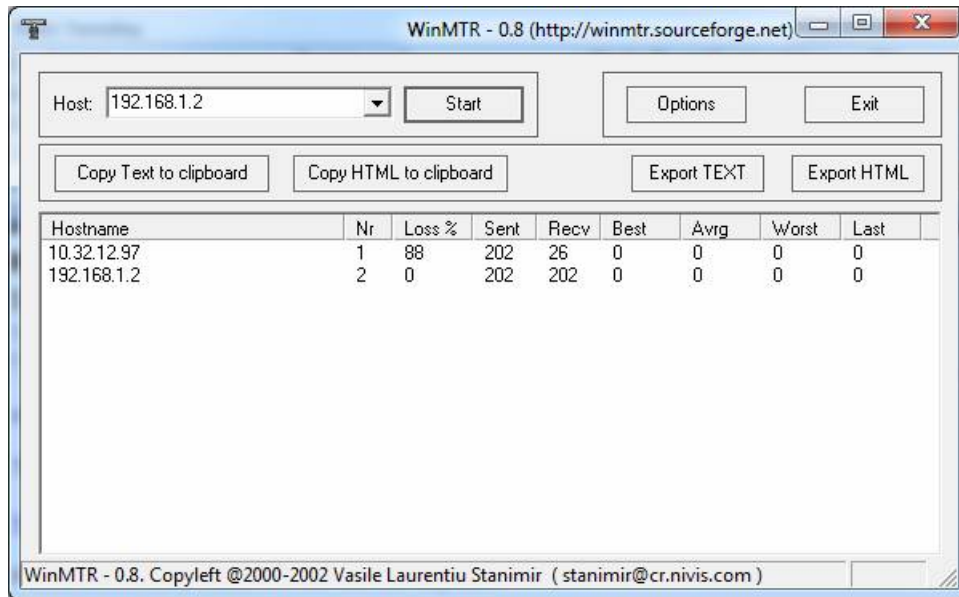 WinMTR - 0.8 (http://winmtr.sourceforge.net)
Host: 192.168.1.2 Start Options Exit
Copy Text to clipboard Copy HTML to clipboard Export TEXT Export HTML
Hostname Nr Loss % Sent Recv Best Avrg Worst Last
10.32.12.97 1 88 202 26 0 0 0 0
192.168.1.2 2 0 202 202 0 0 0 0
WinMTR - 0.8. Copyleft @2000-2002 Vasile Laurentiu Stanimir ( stanimir@cr.nivis.com )